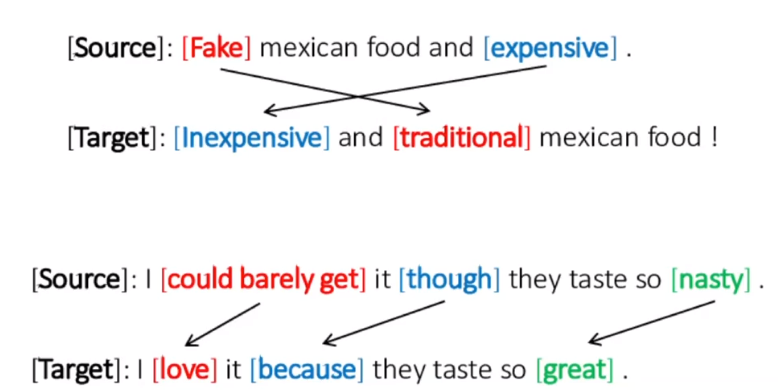 [Source]: [Fake] mexican food and [expensive] .
[Target]: [Inexpensive] and [traditional] mexican food !
[Source]: I [could barely get] it [though] they taste so [nasty] .
[Target]: I [love] it [because] they taste so [great] .